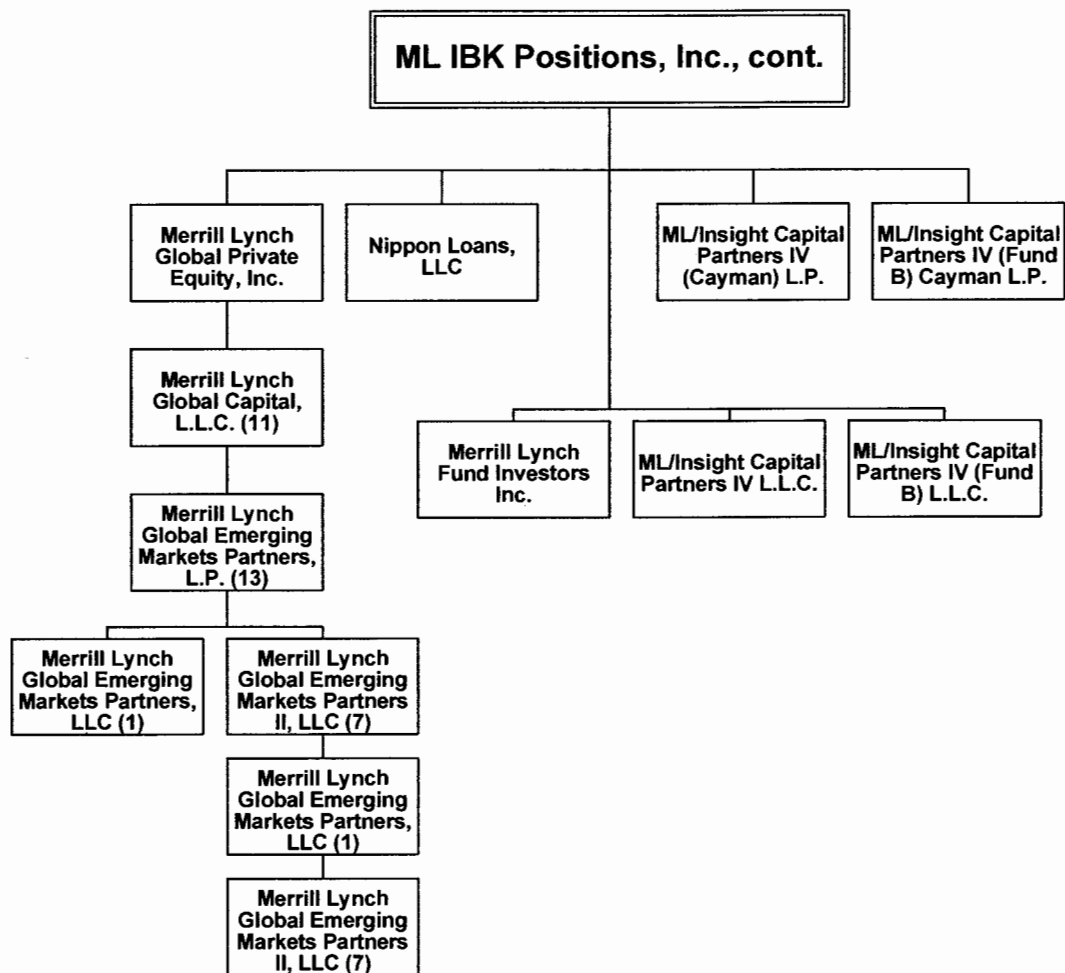 ML IBK Positions, Inc., cont.
Merrill Lynch
Global Private
Equity, Inc.
Nippon Loans,
LLC
ML/Insight Capital
Partners IV
(Cayman) L.P.
ML/Insight Capital
Partners IV (Fund
B) Cayman L.P.
Merrill Lynch
Global Capital,
L.L.C. (11)
Merrill Lynch
Fund Investors
Inc.
ML/Insight Capital
Partners IV L.L.C.
ML/Insight Capital
Partners IV (Fund
B) L.L.C.
Merrill Lynch
Global Emerging
Markets Partners,
L.P. (13)
Merrill Lynch
Global Emerging
Markets Partners,
LLC (1)
Merrill Lynch
Global Emerging
Markets Partners
II, LLC (7)
Merrill Lynch
Global Emerging
Markets Partners,
LLC (1)
Merrill Lynch
Global Emerging
Markets Partners
II, LLC (7)